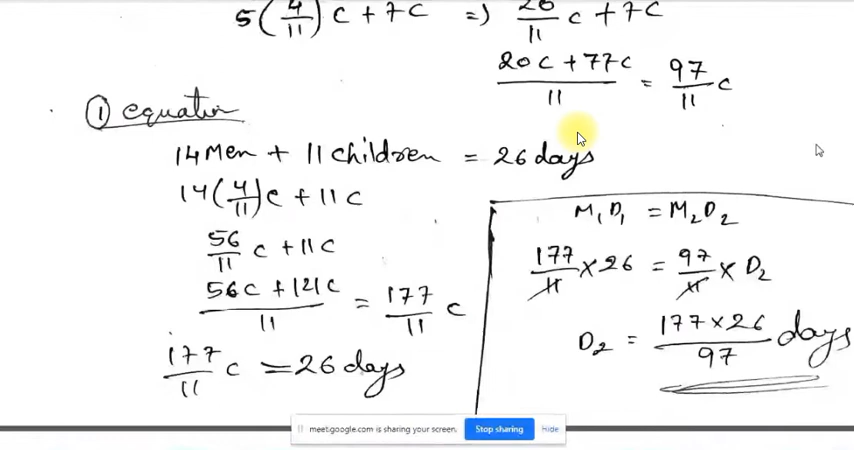 5(4/11)C + 7C => 20/11 C + 7C
20C + 77C / 11 = 97/11 C
① equation
14 Men + 11 children = 26 days
14(4/11)C + 11C
56/11 C + 11C
56C + 121C / 11 = 177/11 C
177/11 C = 26 days
M₁D₁ = M₂D₂
177/11 × 26 = 97/11 × D₂
D₂ = 177×26 / 97 days
meet.google.com is sharing your screen. Stop sharing Hide